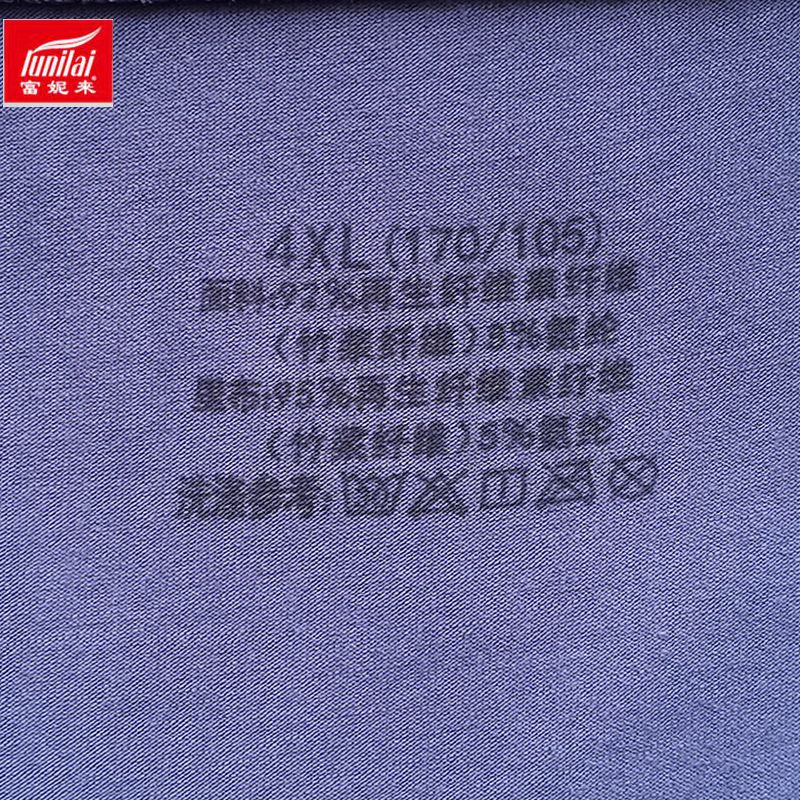 funilai®
富妮来
4XL(170/105)
面料:92%再生纤维素纤维
(竹浆纤维)8%氨纶
里布:95%再生纤维素纤维
(竹浆纤维)5%氨纶
洗涤参考: